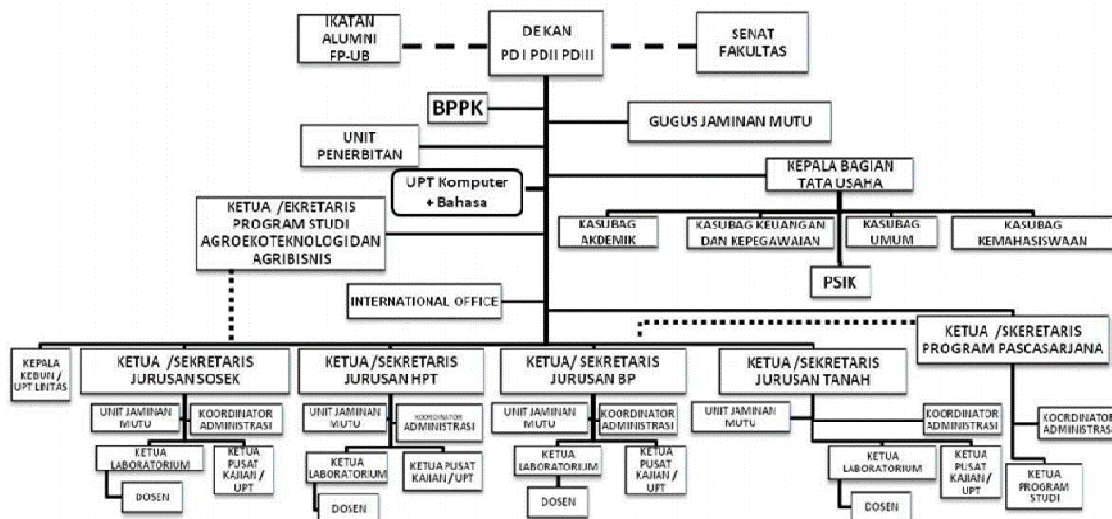 IKATAN
ALUMNI
FP-UB
DEKAN
PD I PDII PDIII
SENAT
FAKULTAS
BPPK
GUGUS JAMINAN MUTU
UNIT
PENERBITAN
KEPALA BAGIAN
TATA USAHA
UPT Komputer
+ Bahasa
KETUA /EKRETARIS
PROGRAM STUDI
AGROEKOTEKNOLOGI DAN
AGRIBISNIS
KASUBAG
AKDEMIK
KASUBAG KEUANGAN
DAN KEPEGAWAIAN
KASUBAG
UMUM
KASUBAG
KEMAHASISWAAN
PSIK
INTERNATIONAL OFFICE
KETUA /SKERETARIS
PROGRAM PASCASARJANA
KEPALA
KEBUN /
UPT LINTAS
KETUA /SEKRETARIS
JURUSAN SOSEK
KETUA/SEKRETARIS
JURUSAN HPT
KETUA/ SEKRETARIS
JURUSAN BP
KETUA /SEKRETARIS
JURUSAN TANAH
UNIT JAMINAN
MUTU
KOORDINATOR
ADMINISTRASI
UNIT JAMINAN
MUTU
KOORDINATOR
ADMINISTRASI
UNIT JAMINAN
MUTU
KOORDINATOR
ADMINISTRASI
UNIT JAMINAN
MUTU
KOORDINATOR
ADMINISTRASI
KOORDINATOR
ADMINISTRASI
KETUA
LABORATORIUM
KETUA
PUSAT
KAJIAN /
UPT
KETUA
LABORATORIUM
KETUA PUSAT
KAJIAN / UPT
KETUA
LABORATORIUM
KETUA
PUSAT
KAJIAN /
UPT
KETUA
LABORATORIUM
KETUA
PUSAT
KAJIAN /
UPT
KETUA
PROGRAM
STUDI
DOSEN
DOSEN
DOSEN
DOSEN